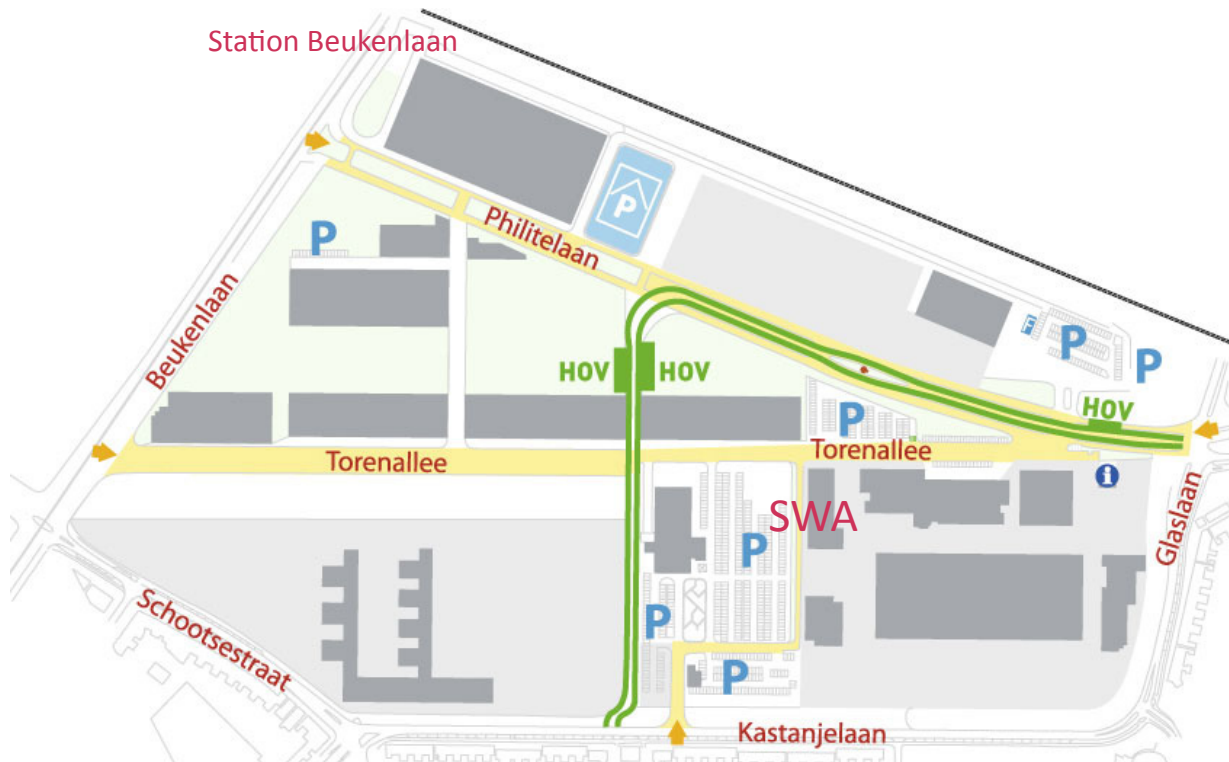 Station Beukenlaan
P
Philitelaan
P
Beukenlaan
P
P
HOV
HOV
HOV
P
Torenallee
Torenallee
i
SWA
Glaslaan
P
Schootsestraat
P
P
Kastanjelaan